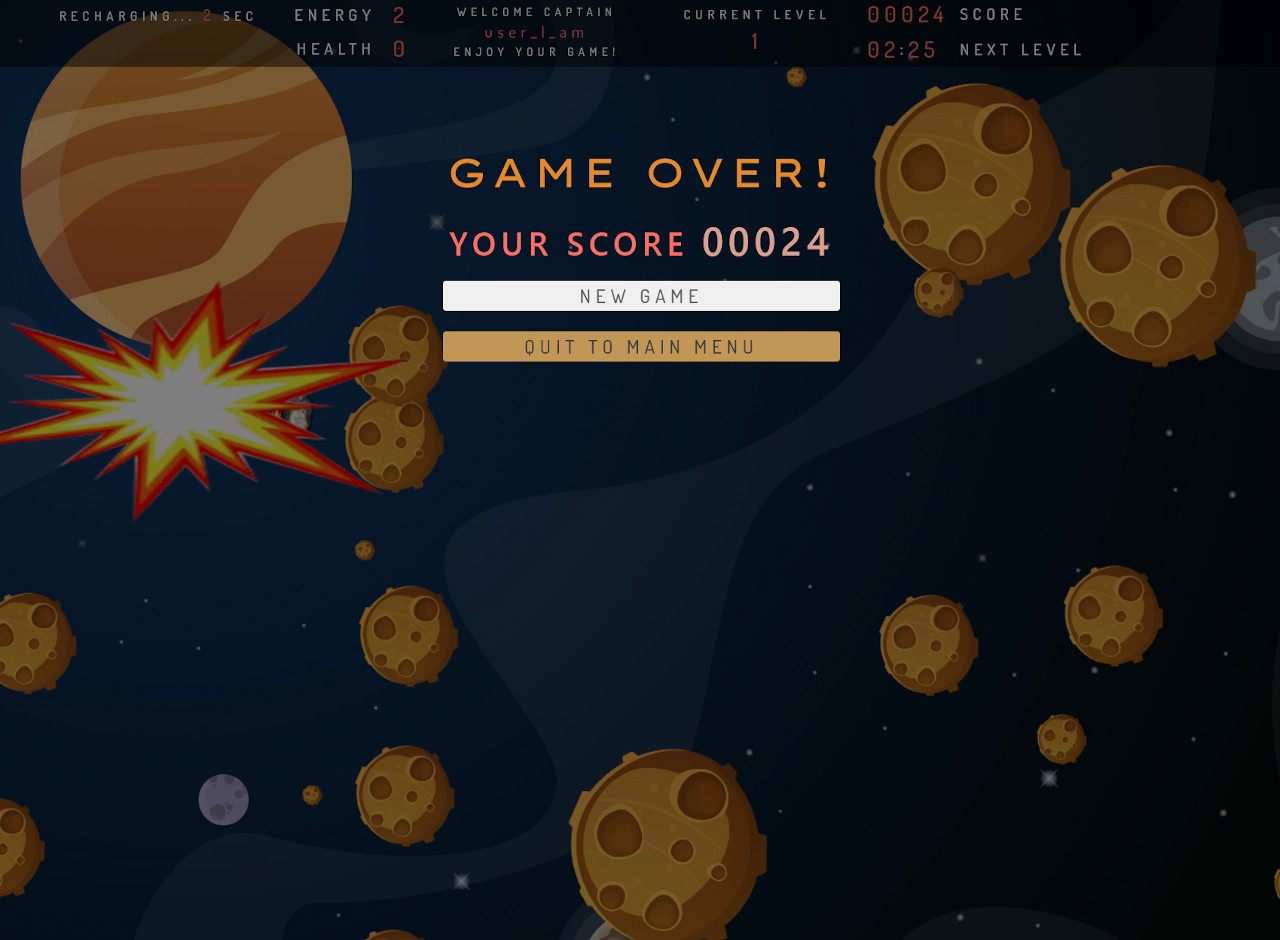 RECHARGING... 2 SEC
ENERGY 2
HEALTH 0
WELCOME CAPTAIN
user_l_am
ENJOY YOUR GAME!
CURRENT LEVEL
1
00024 SCORE
02:25 NEXT LEVEL
GAME OVER!
YOUR SCORE 00024
NEW GAME
QUIT TO MAIN MENU